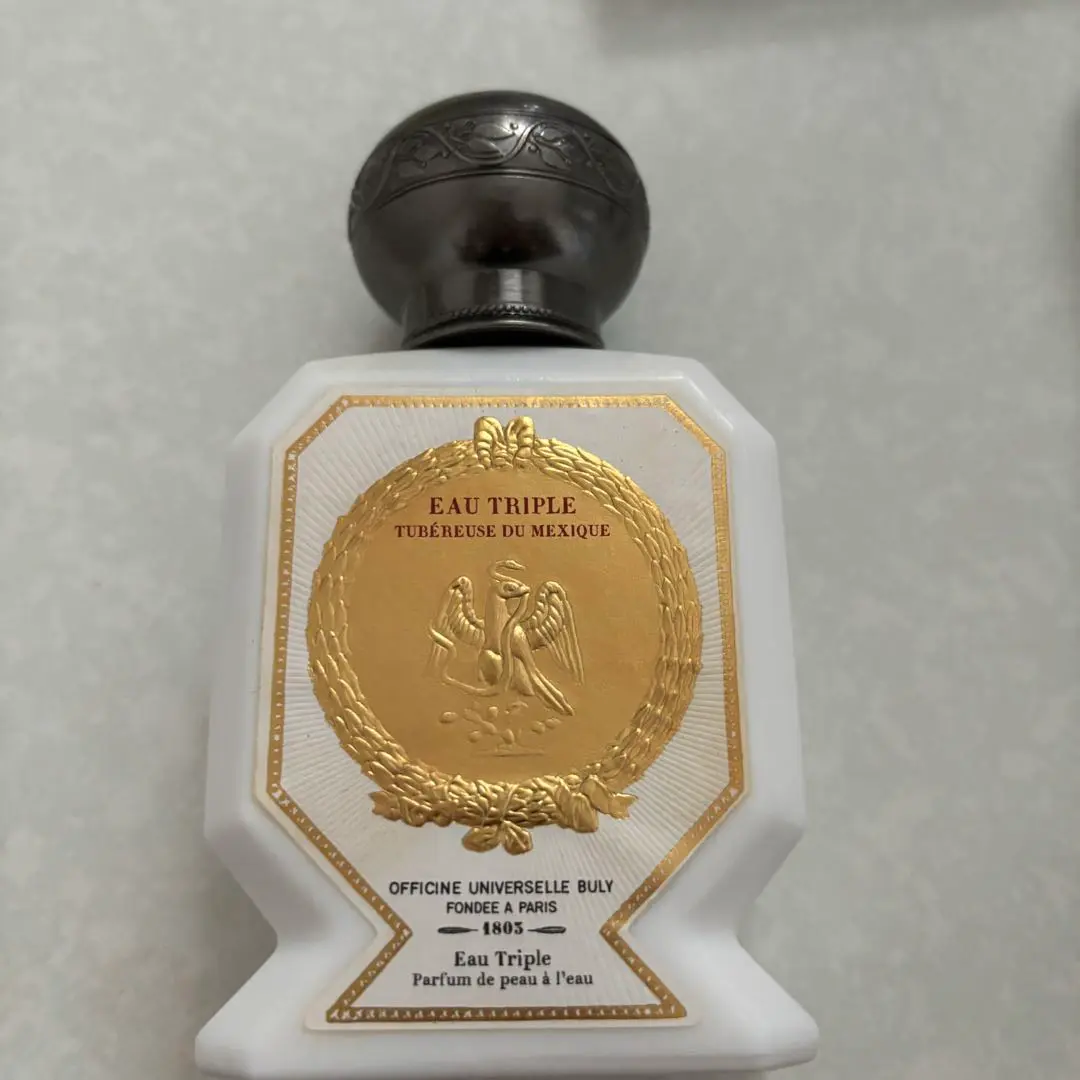 EAU TRIPLE
TUBÉREUSE DU MEXIQUE
OFFICINE UNIVERSELLE BULY
FONDEE A PARIS
1803
Eau Triple
Parfum de peau à l'eau